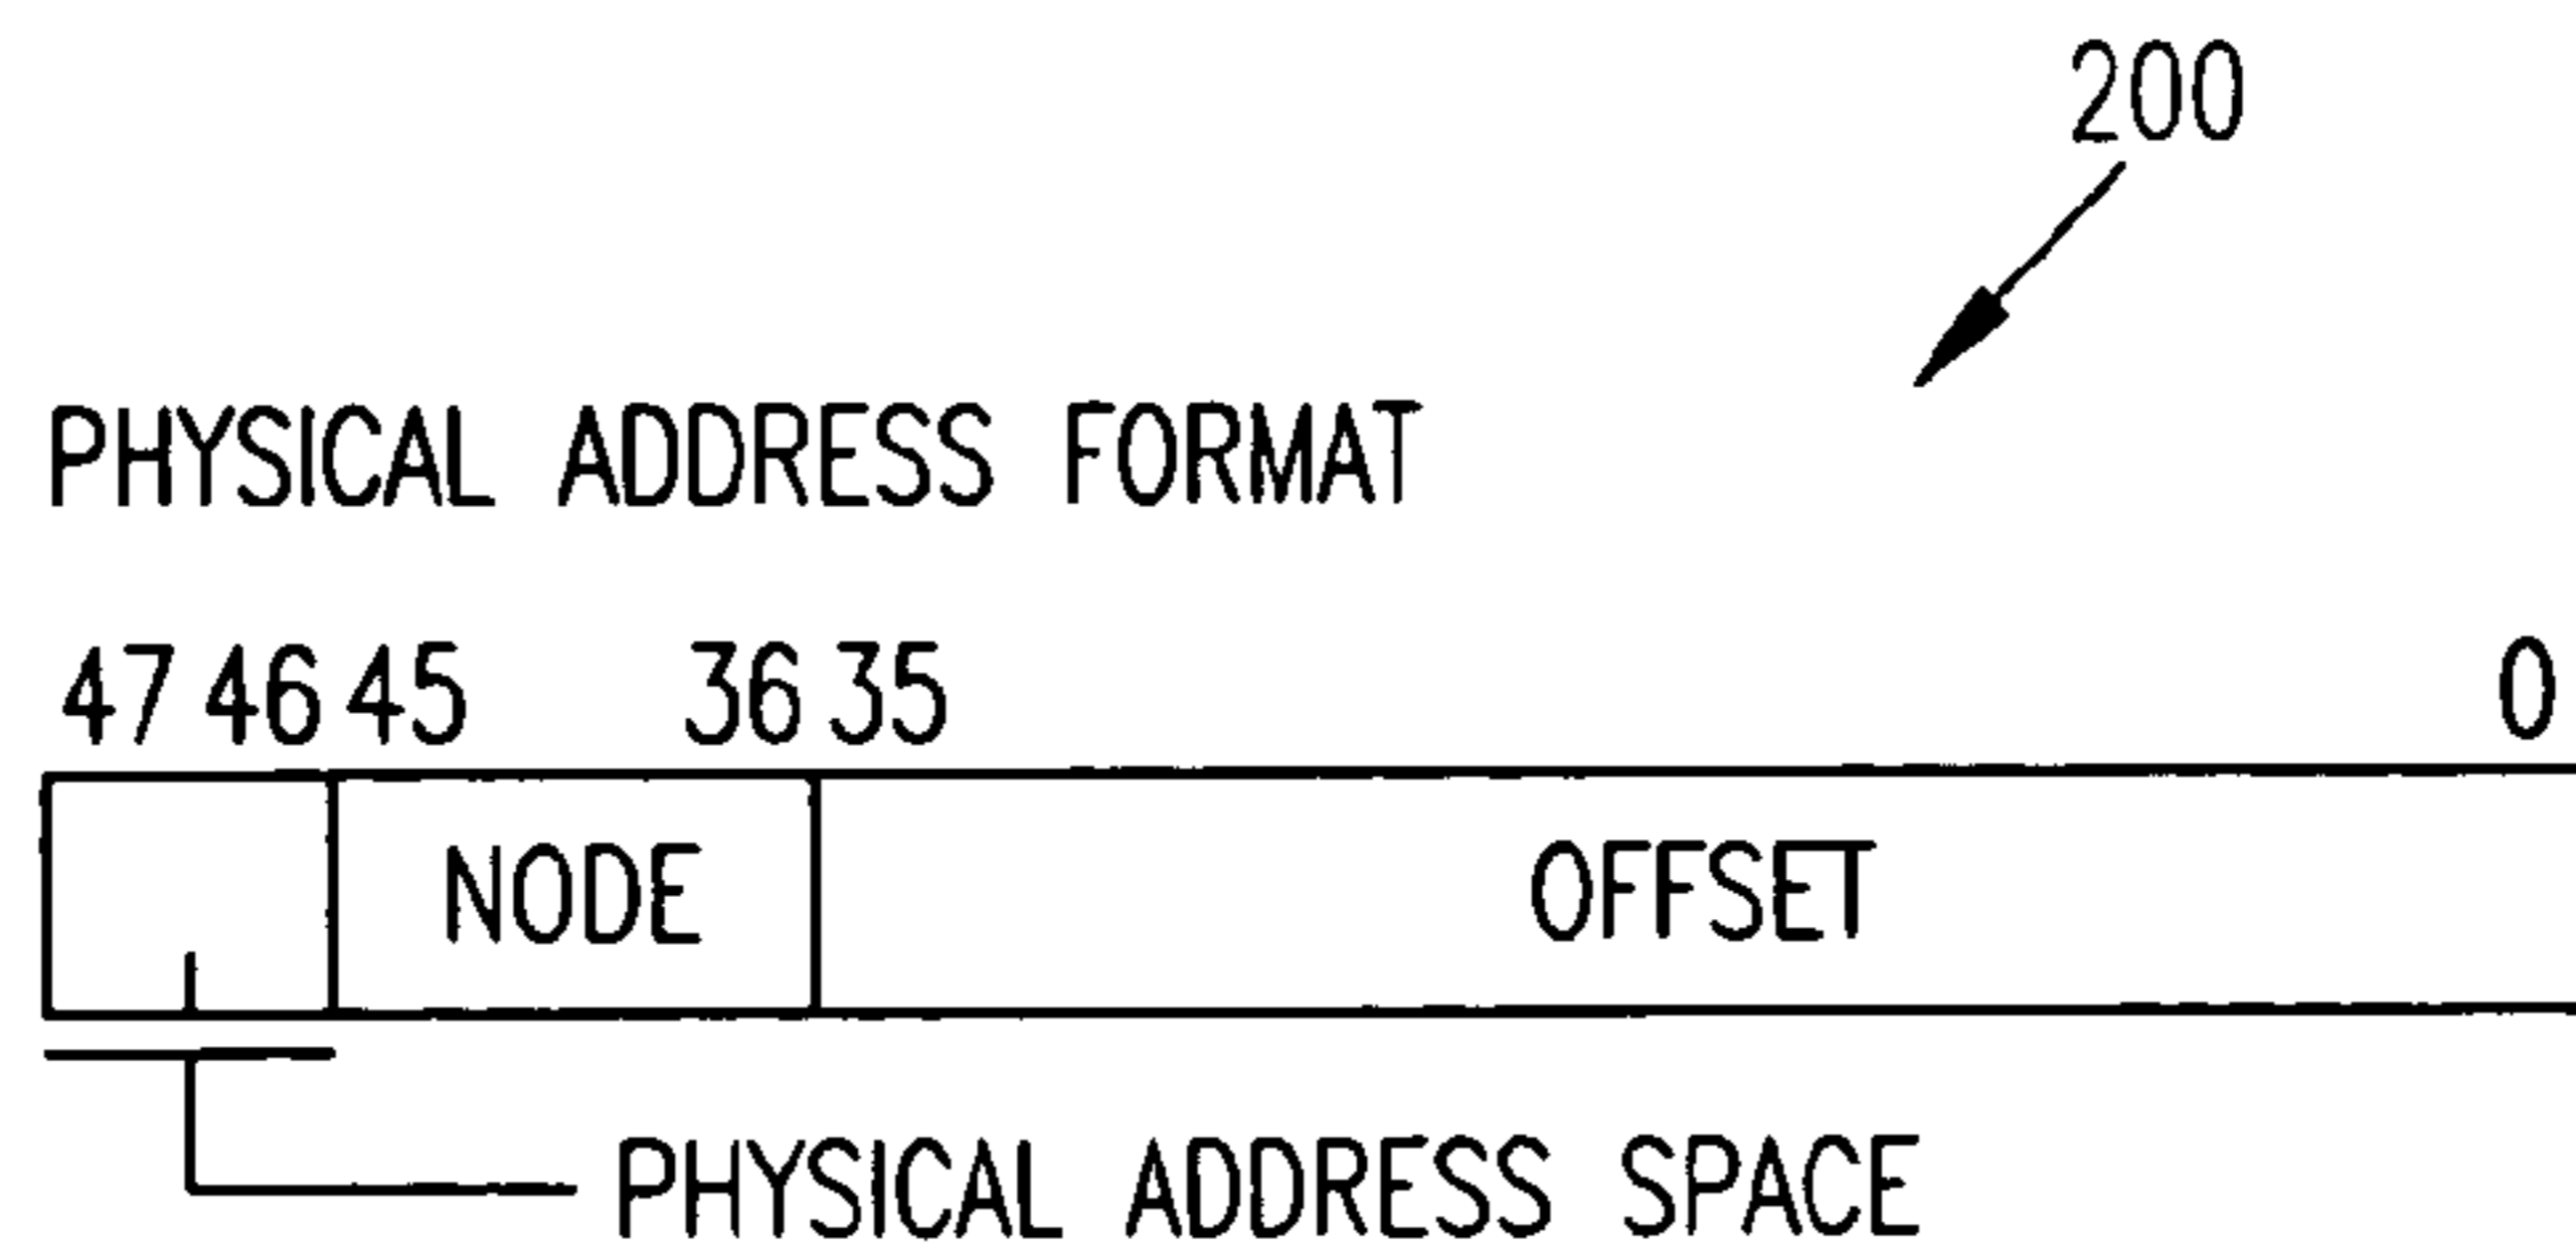 200
PHYSICAL ADDRESS FORMAT
47 46 45 36 35 0
NODE OFFSET
PHYSICAL ADDRESS SPACE